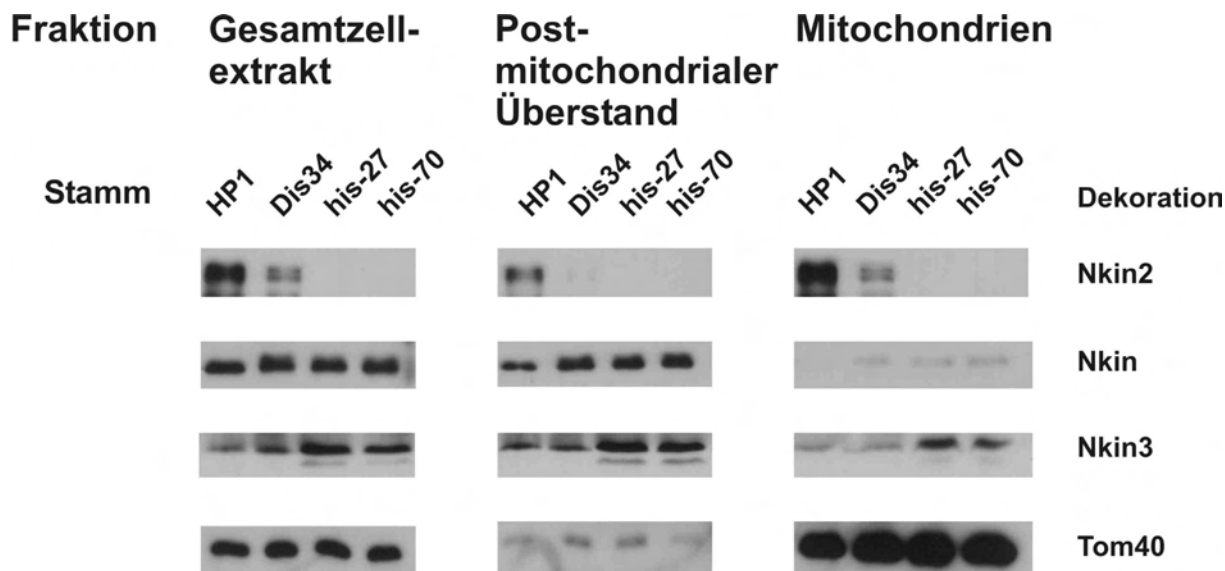 Fraktion
Gesamtzell-
extrakt
Post-
mitochondrialer
Überstand
Mitochondrien
Stamm
HP1
Dis34
his-27
his-70
HP1
Dis34
his-27
his-70
HP1
Dis34
his-27
his-70
Dekoration
Nkin2
Nkin
Nkin3
Tom40